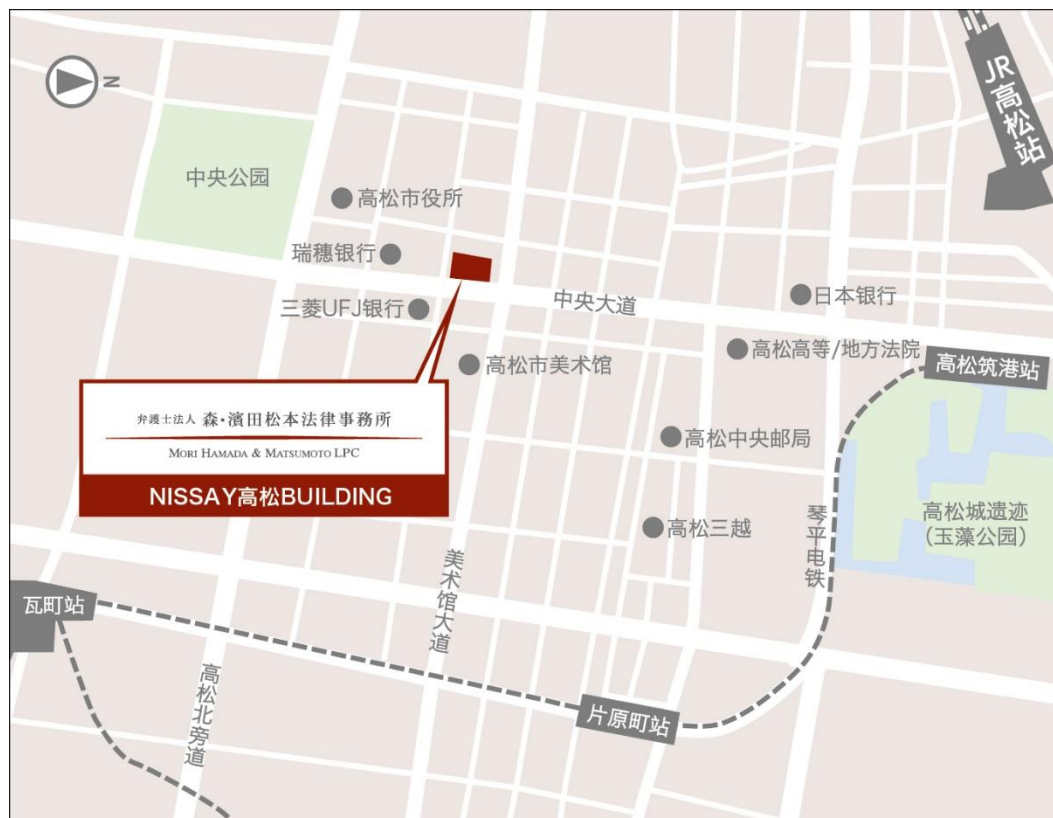 N
JR高松站
中央公园
高松市役所
瑞穗银行
三菱UFJ银行
中央大道
日本银行
高松高等/地方法院
高松筑港站
高松市美术馆
弁護士法人 森・濱田松本法律事務所
MORI HAMADA & MATSUMOTO LPC
NISSAY高松BUILDING
高松中央邮局
高松三越
琴平电铁
高松城遗迹
(玉藻公园)
美术馆大道
瓦町站
高松北旁道
片原町站